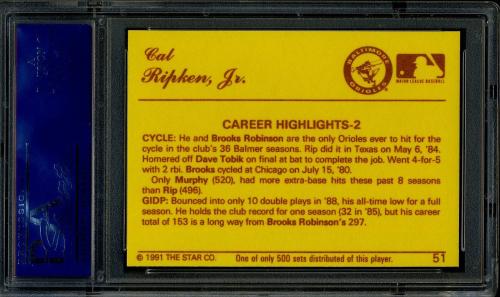 Cal
Ripken, Jr.
BALTIMORE
ORIOLES
MAJOR LEAGUE BASEBALL
CAREER HIGHLIGHTS-2
CYCLE: He and Brooks Robinson are the only Orioles ever to hit for the
cycle in the club's 36 Balmer seasons. Rip did it in Texas on May 6, '84.
Homered off Dave Tobik on final at bat to complete the job. Went 4-for-5
with 2 rbi. Brooks cycled at Chicago on July 15, '80.
Only Murphy (520), had more extra-base hits these past 8 seasons
than Rip (496).
GIDP: Bounced into only 10 double plays in '88, his all-time low for a full
season. He holds the club record for one season (32 in '85), but his career
total of 153 is a long way from Brooks Robinson's 297.
© 1991 THE STAR CO. One of only 500 sets distributed of this player. 51